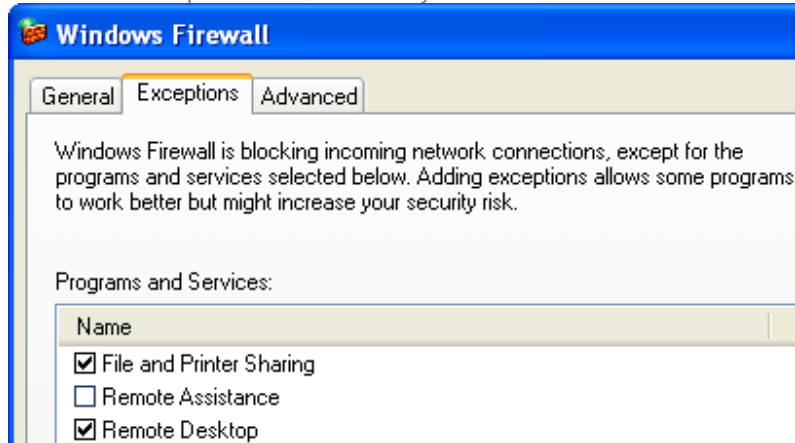 Windows Firewall
General Exceptions Advanced
Windows Firewall is blocking incoming network connections, except for the
programs and services selected below. Adding exceptions allows some programs
to work better but might increase your security risk.
Programs and Services:
Name
File and Printer Sharing
Remote Assistance
Remote Desktop